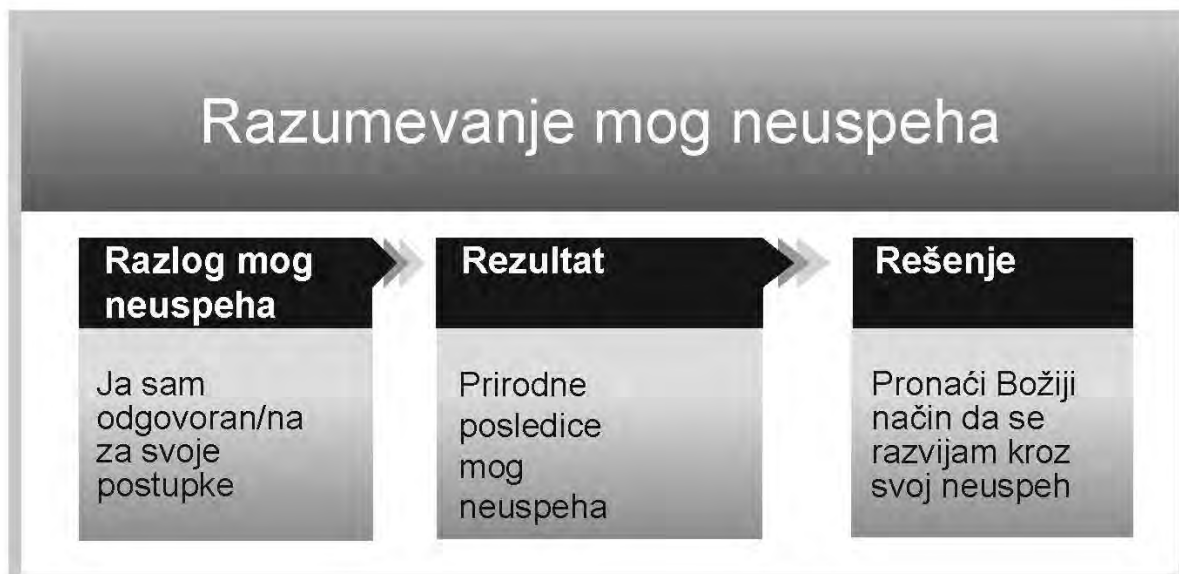 Razumevanje mog neuspeha
Razlog mog
neuspeha
Ja sam
odgovoran/na
za svoje
postupke
Rezultat
Prirodne
posledice
mog
neuspeha
Rešenje
Pronaći Božiji
način da se
razvijam kroz
svoj neuspeh